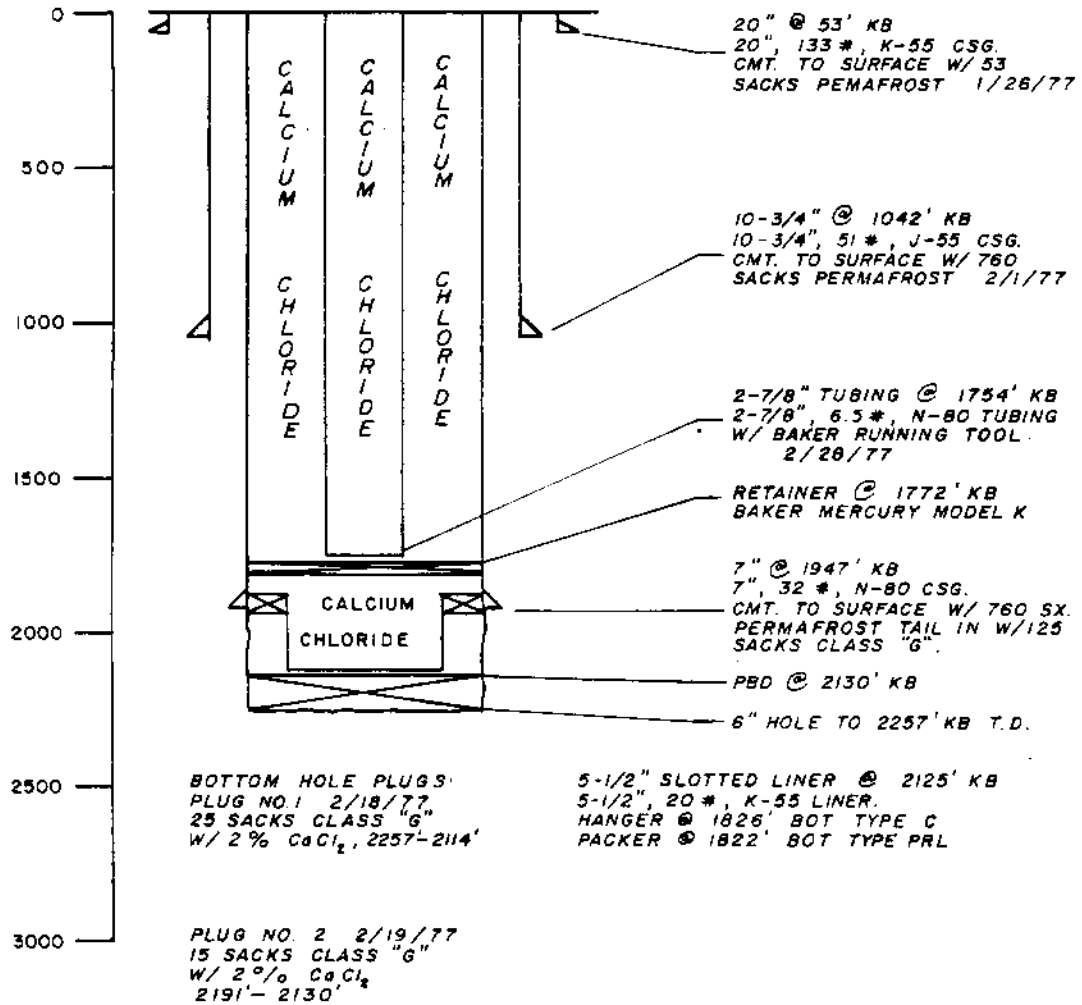 0
500
1000
1500
2000
2500
3000
CALCIUM CHLORIDE
CALCIUM CHLORIDE
CALCIUM CHLORIDE
CALCIUM
CHLORIDE
20" @ 53' KB
20", 133 #, K-55 CSG.
CMT. TO SURFACE W/ 53
SACKS PEMAFROST 1/26/77
10-3/4" @ 1042' KB
10-3/4", 51 #, J-55 CSG.
CMT. TO SURFACE W/ 760
SACKS PERMAFROST 2/1/77
2-7/8" TUBING @ 1754' KB
2-7/8", 6.5 #, N-80 TUBING
W/ BAKER RUNNING TOOL.
2/28/77
RETAINER @ 1772' KB
BAKER MERCURY MODEL K
7" @ 1947' KB
7", 32 #, N-80 CSG.
CMT. TO SURFACE W/ 760 SX.
PERMAFROST TAIL IN W/125
SACKS CLASS "G".
PBD @ 2130' KB
6" HOLE TO 2257' KB T.D.
BOTTOM HOLE PLUGS:
PLUG NO. 1 2/18/77
25 SACKS CLASS "G"
W/ 2% CaCl₂, 2257'-2114'
PLUG NO. 2 2/19/77
15 SACKS CLASS "G"
W/ 2% CaCl₂
2191'-2130'
5-1/2" SLOTTED LINER @ 2125' KB
5-1/2", 20 #, K-55 LINER.
HANGER @ 1826' BOT TYPE C
PACKER @ 1822' BOT TYPE PRL